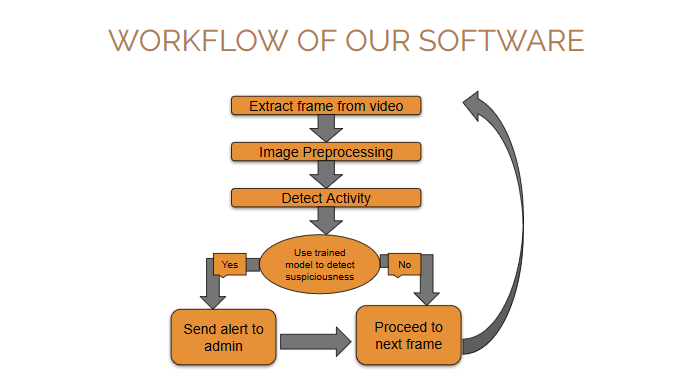 WORKFLOW OF OUR SOFTWARE
Extract frame from video
Image Preprocessing
Detect Activity
Use trained
model to detect
suspiciousness
Yes
No
Send alert to
admin
Proceed to
next frame